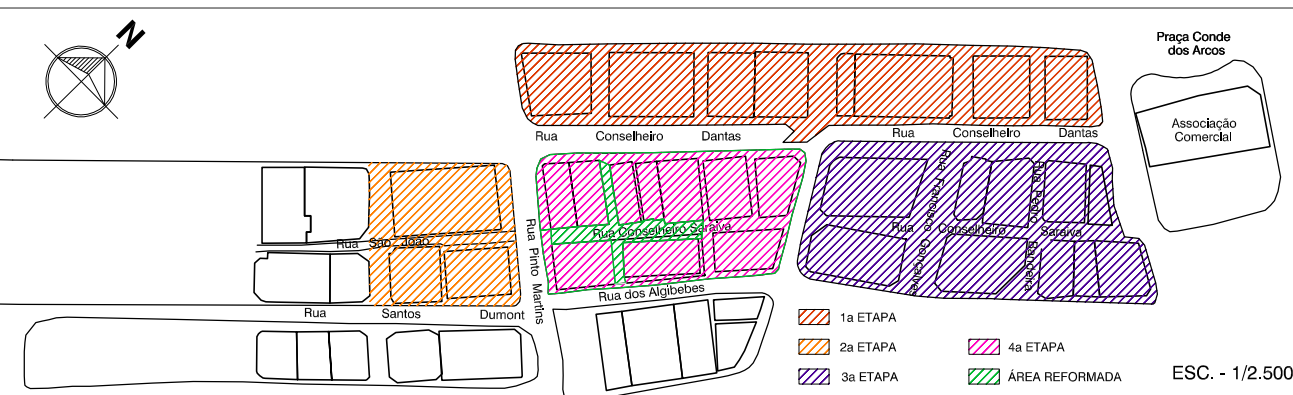 N
Praça Conde
dos Arcos
Associação
Comercial
Rua Conselheiro Dantas
Rua Conselheiro Dantas
Rua Francisco Gonçalves
Rua Pedro Bandeira
Rua Conselheiro Saraiva
Rua Conselheiro Saraiva
Rua São João
Rua Pinto Martins
Rua dos Algibebes
Rua Santos Dumont
1a ETAPA
2a ETAPA
3a ETAPA
4a ETAPA
ÁREA REFORMADA
ESC. - 1/2.500